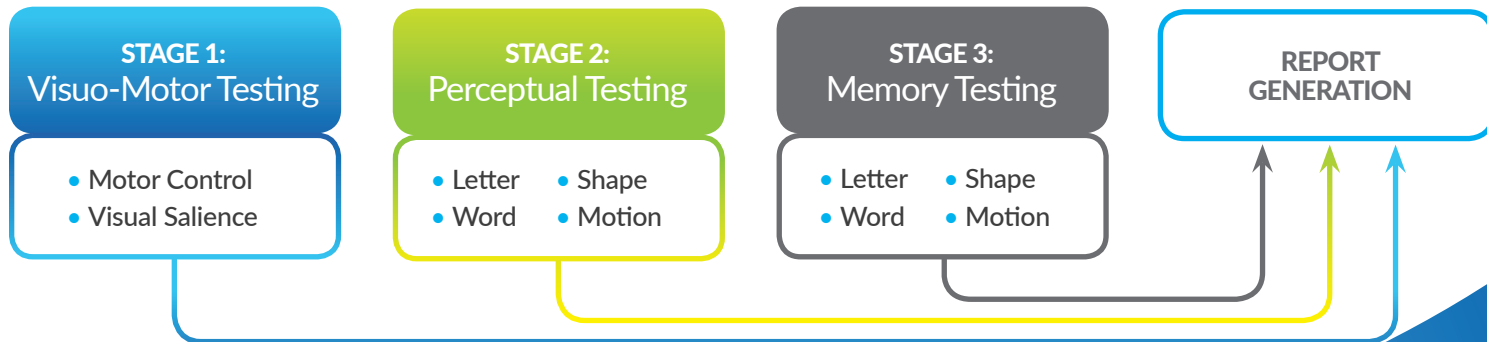 STAGE 1:
Visuo-Motor Testing
• Motor Control
• Visual Salience
STAGE 2:
Perceptual Testing
• Letter • Shape
• Word • Motion
STAGE 3:
Memory Testing
• Letter • Shape
• Word • Motion
REPORT
GENERATION